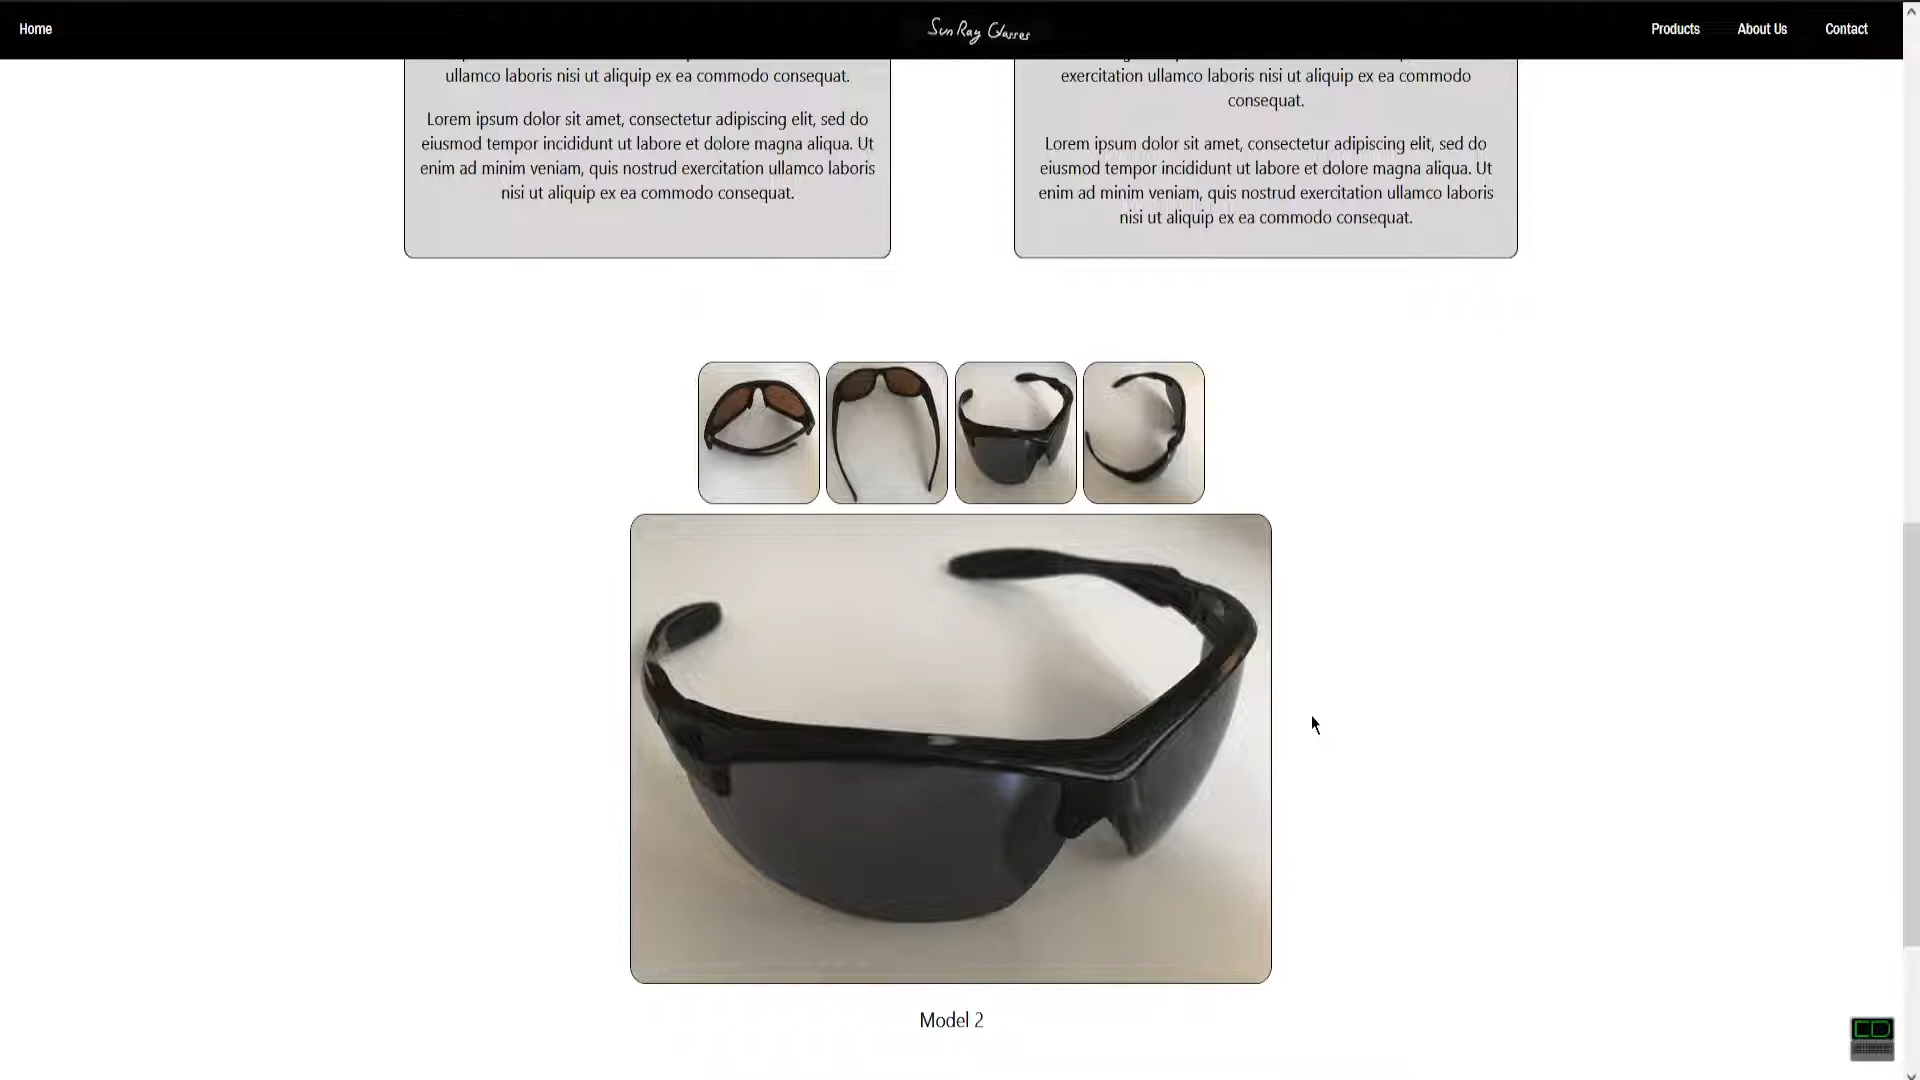 Home
SunRay Glasses
Products
About Us
Contact
ullamco laboris nisi ut aliquip ex ea commodo consequat.
Lorem ipsum dolor sit amet, consectetur adipiscing elit, sed do
eiusmod tempor incididunt ut labore et dolore magna aliqua. Ut
enim ad minim veniam, quis nostrud exercitation ullamco laboris
nisi ut aliquip ex ea commodo consequat.
exercitation ullamco laboris nisi ut aliquip ex ea commodo
consequat.
Lorem ipsum dolor sit amet, consectetur adipiscing elit, sed do
eiusmod tempor incididunt ut labore et dolore magna aliqua. Ut
enim ad minim veniam, quis nostrud exercitation ullamco laboris
nisi ut aliquip ex ea commodo consequat.
Model 2
CD